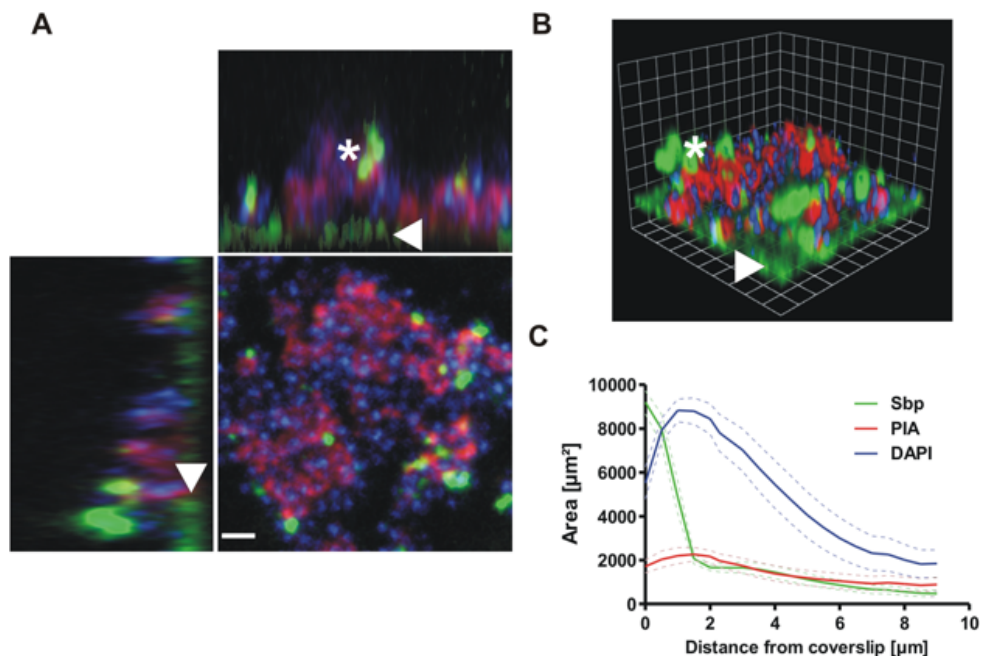 A
B
*
*
C
10000
8000
6000
4000
2000
0
Area [µm²]
Sbp
PIA
DAPI
0 2 4 6 8 10
Distance from coverslip [µm]